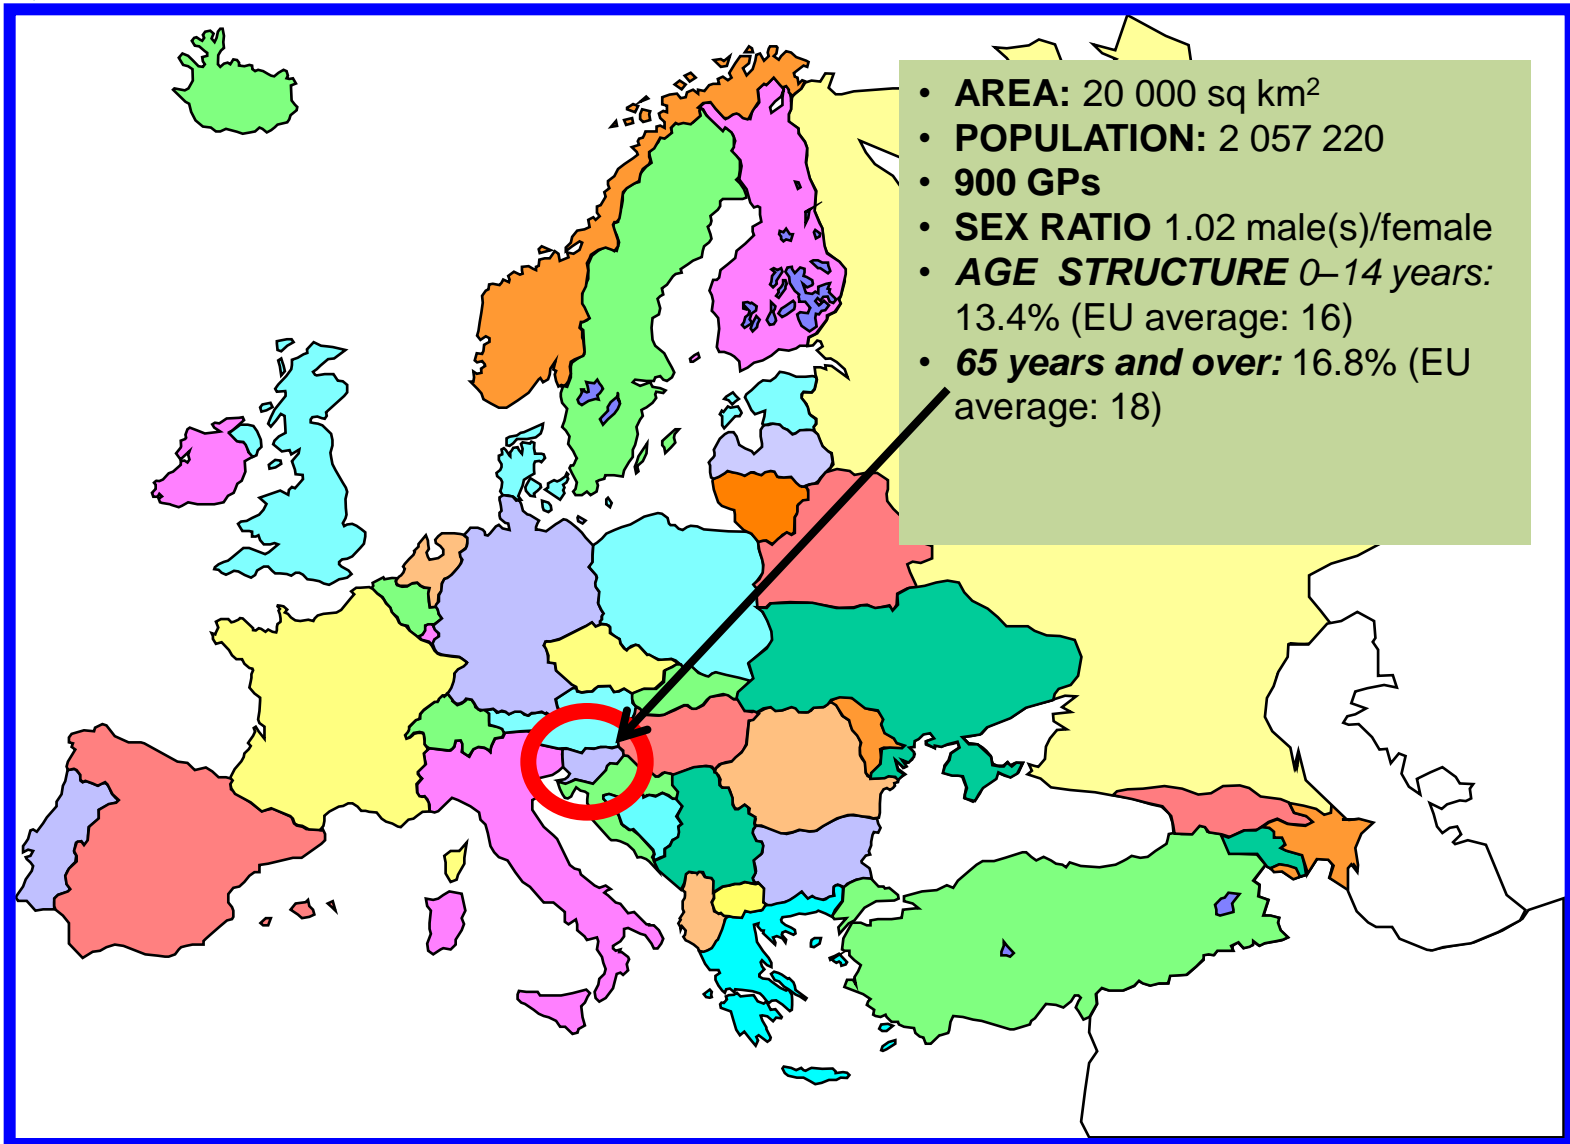 • AREA: 20 000 sq km²
• POPULATION: 2 057 220
• 900 GPs
• SEX RATIO 1.02 male(s)/female
• AGE STRUCTURE 0–14 years:
13.4% (EU average: 16)
• 65 years and over: 16.8% (EU
average: 18)